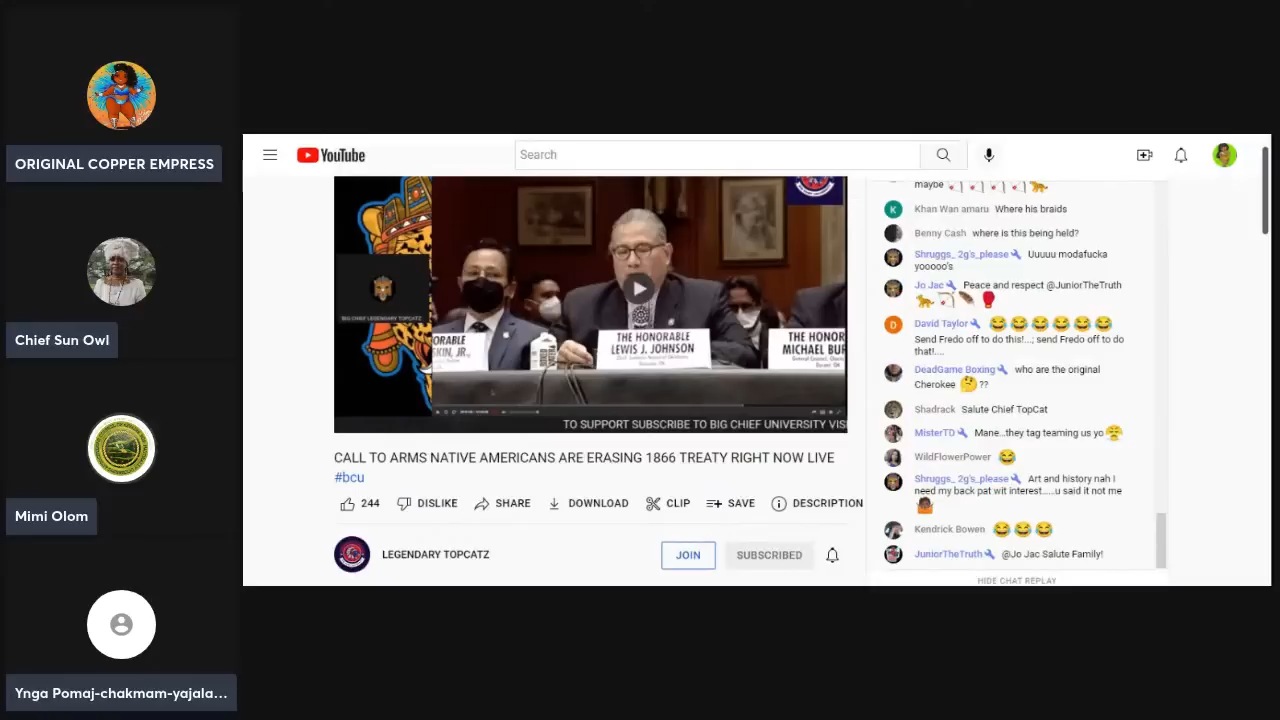 ORIGINAL COPPER EMPRESS
Chief Sun Owl
Mimi Olom
Ynga Pomaj-chakmam-yajala...
YouTube
Search
BIG CHIEF LEGENDARY TOPCATZ
ORABLE
SKIN, JR.
THE HONORABLE
LEWIS J. JOHNSON
THE HONOR
MICHAEL BUR
TO SUPPORT SUBSCRIBE TO BIG CHIEF UNIVERSITY VIS
CALL TO ARMS NATIVE AMERICANS ARE ERASING 1866 TREATY RIGHT NOW LIVE
#bcu
244 DISLIKE SHARE DOWNLOAD CLIP SAVE DESCRIPTION
LEGENDARY TOPCATZ JOIN SUBSCRIBED
maybe 🏹🏹🏹🏹🐆
K Khan Wan amaru Where his braids
Benny Cash where is this being held?
Shruggs_ 2g's_please Uuuuu modafucka
yooooo's
Jo Jac Peace and respect @JuniorTheTruth
🐆🏹🪶🥊
D David Taylor 😂😂😂😂😂😂
Send Fredo off to do this!...; send Fredo off to do
that!....
DeadGame Boxing who are the original
Cherokee 🤔 ??
Shadrack Salute Chief TopCat
MisterTD Mane...they tag teaming us yo😤
WildFlowerPower 😂
Shruggs_ 2g's_please Art and history nah I
need my back pat wit interest.....u said it not me
🤷🏾
Kendrick Bowen 😂😂😂
JuniorTheTruth @Jo Jac Salute Family!
HIDE CHAT REPLAY